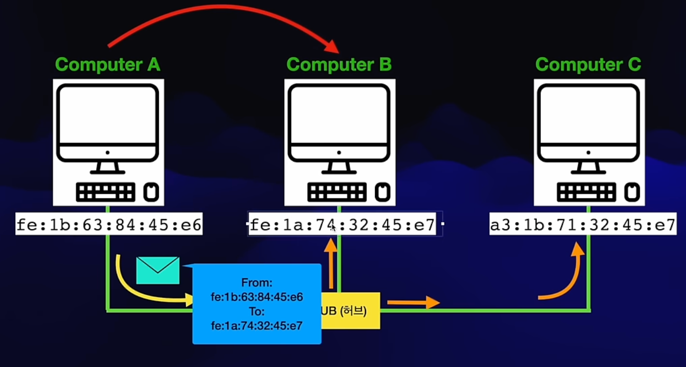 Computer A
Computer B
Computer C
fe:1b:63:84:45:e6
fe:1a:74:32:45:e7
a3:1b:71:32:45:e7
From:
fe:1b:63:84:45:e6
To:
fe:1a:74:32:45:e7
UB (허브)